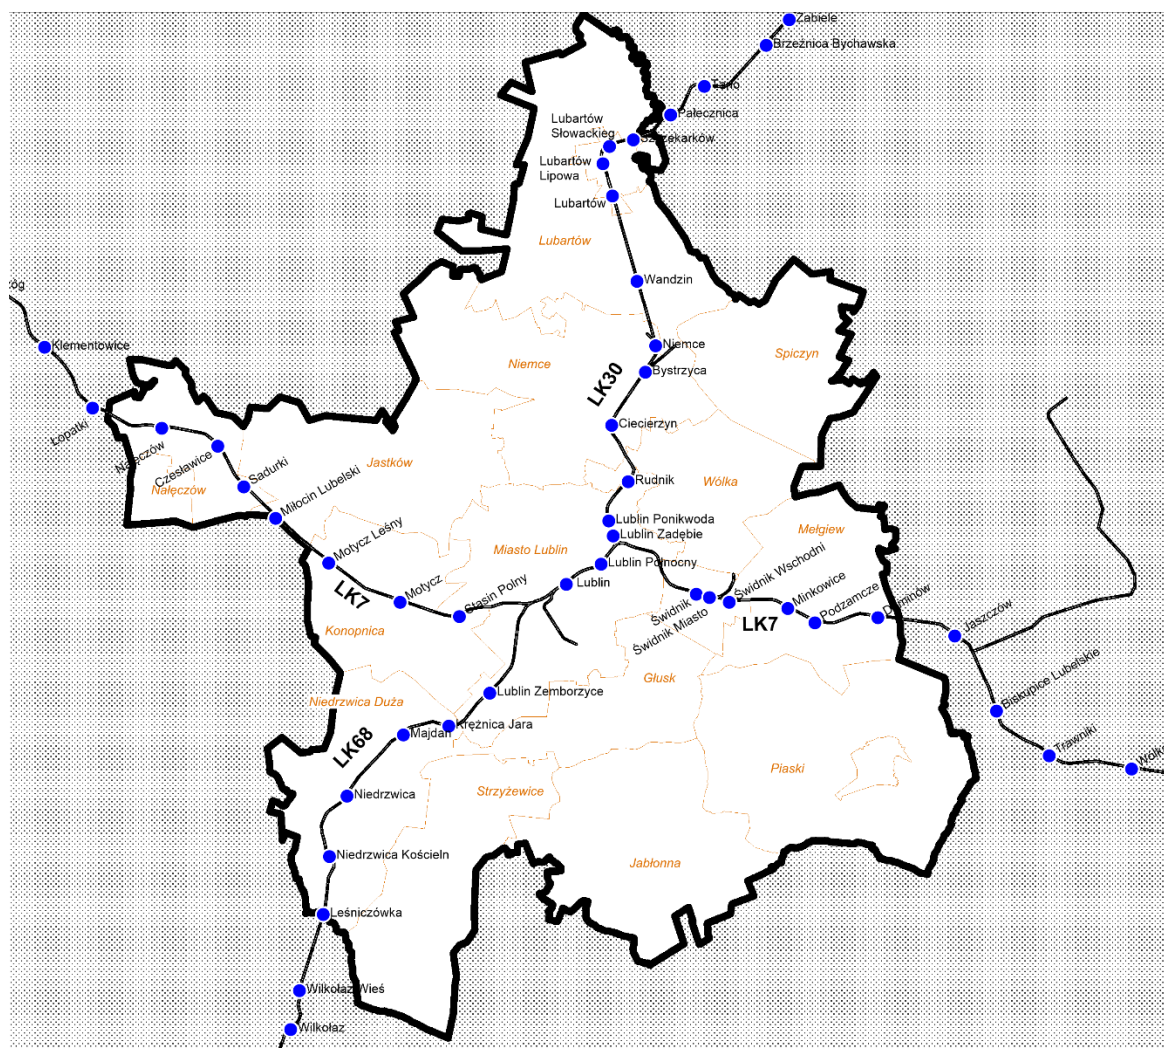 Zabiele
Brzeźnica Bychawska
Tarło
Pałecznica
Lubartów
Słowackieg
Szczekarków
Lubartów
Lipowa
Lubartów
Lubartów
Wandzin
óg
Klementowice
Niemce
Spiczyn
Niemce
Bystrzyca
LK30
Łopatki
Nałęczów
Czesławice
Ciecierzyn
Sadurki
Jastków
Nałęczów
Miłocin Lubelski
Rudnik
Wólka
Lublin Ponikwoda
Mełgiew
Lublin Zadębie
Miasto Lublin
Motycz Leśny
Lublin Północny
Lublin
Stasin Polny
Świdnik Wschodni
LK7
Motycz
Świdnik
Minkowice
Podzamcze
Dominów
Świdnik Miasto
LK7
Jaszczów
Konopnica
Biskupice Lubelskie
Głusk
Niedrzwica Duża
Lublin Zemborzyce
Krężnica Jara
Majdan
LK68
Trawniki
Wólk
Piaski
Strzyżewice
Niedrzwica
Niedrzwica Kościeln
Jabłonna
Leśniczówka
Wilkołaz Wieś
Wilkołaz